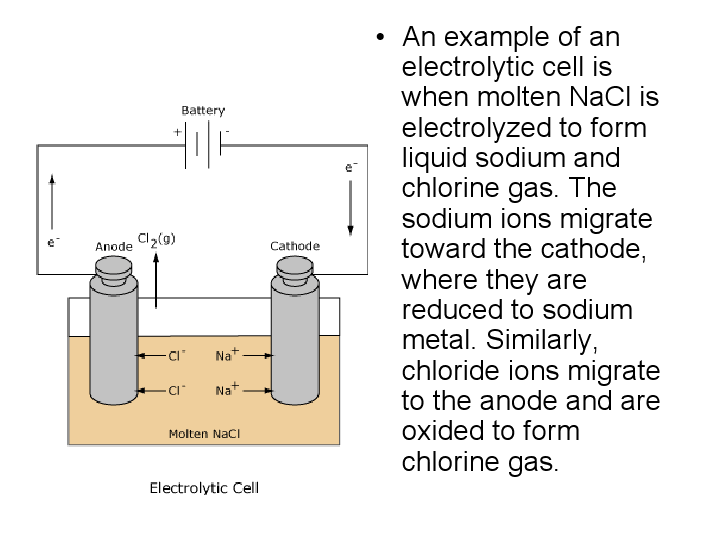 • An example of an
electrolytic cell is
when molten NaCl is
electrolyzed to form
liquid sodium and
chlorine gas. The
sodium ions migrate
toward the cathode,
where they are
reduced to sodium
metal. Similarly,
chloride ions migrate
to the anode and are
oxided to form
chlorine gas.
Battery
+ -
e⁻
e⁻
Anode Cl₂(g) Cathode
Cl⁻ Na⁺
Cl⁻ Na⁺
Molten NaCl
Electrolytic Cell